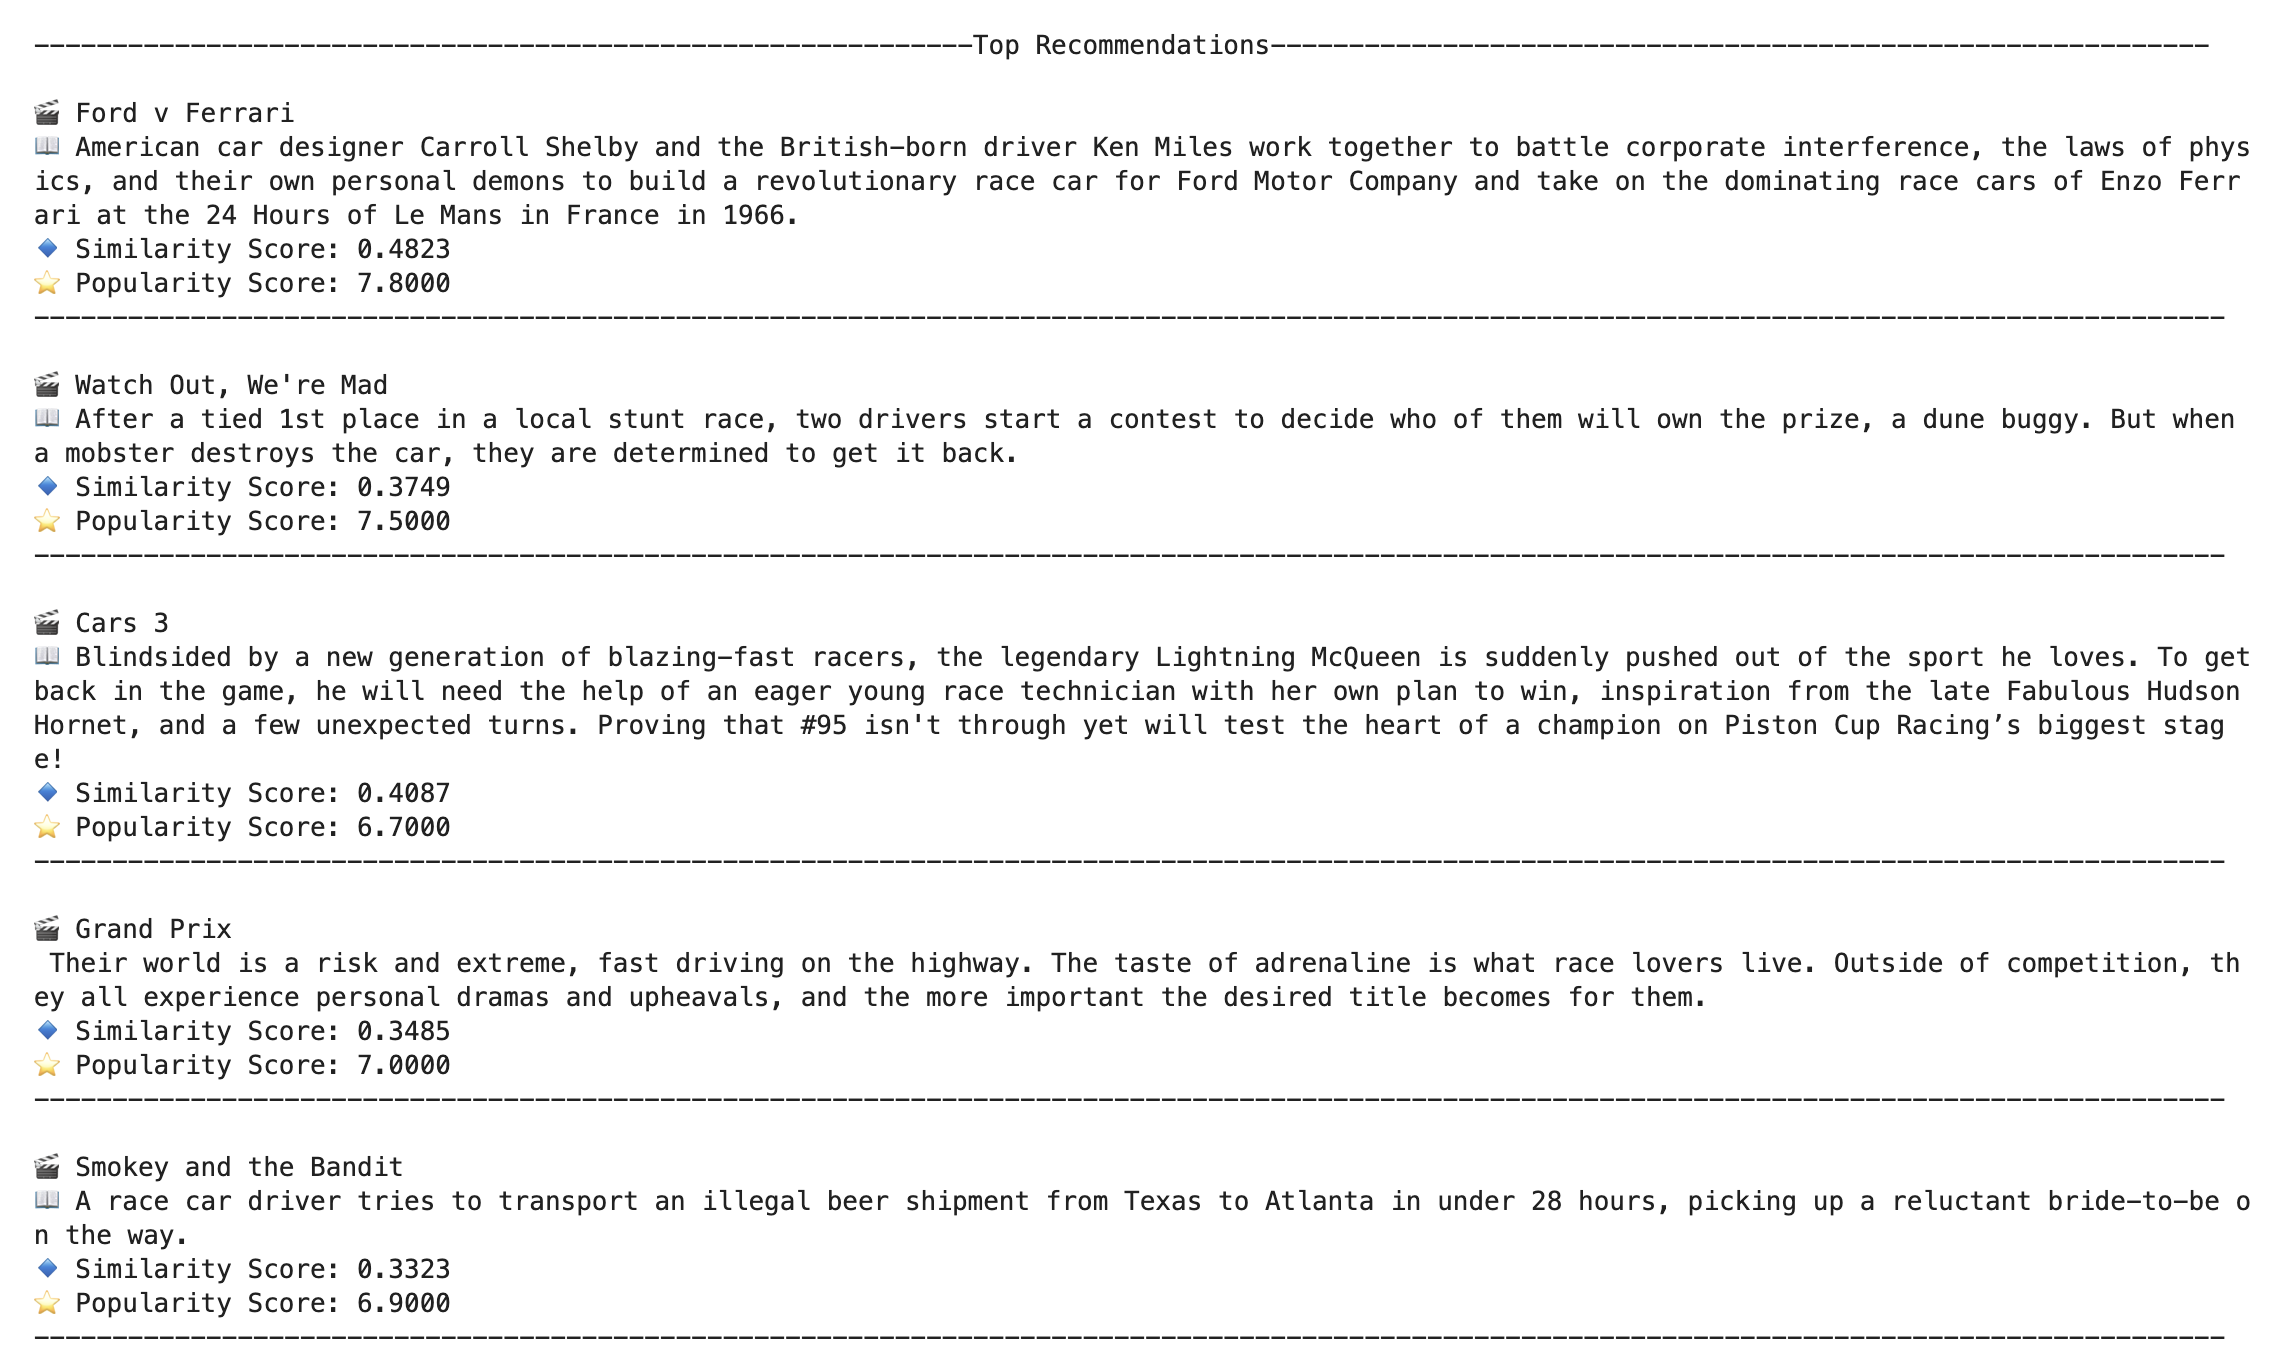 ------------------------------------------------------------Top Recommendations------------------------------------------------------------
🎬 Ford v Ferrari
📖 American car designer Carroll Shelby and the British-born driver Ken Miles work together to battle corporate interference, the laws of phys
ics, and their own personal demons to build a revolutionary race car for Ford Motor Company and take on the dominating race cars of Enzo Ferr
ari at the 24 Hours of Le Mans in France in 1966.
🔹 Similarity Score: 0.4823
⭐ Popularity Score: 7.8000
--------------------------------------------------------------------------------------------------------------------------------------------
🎬 Watch Out, We're Mad
📖 After a tied 1st place in a local stunt race, two drivers start a contest to decide who of them will own the prize, a dune buggy. But when
a mobster destroys the car, they are determined to get it back.
🔹 Similarity Score: 0.3749
⭐ Popularity Score: 7.5000
--------------------------------------------------------------------------------------------------------------------------------------------
🎬 Cars 3
📖 Blindsided by a new generation of blazing-fast racers, the legendary Lightning McQueen is suddenly pushed out of the sport he loves. To get
back in the game, he will need the help of an eager young race technician with her own plan to win, inspiration from the late Fabulous Hudson
Hornet, and a few unexpected turns. Proving that #95 isn't through yet will test the heart of a champion on Piston Cup Racing’s biggest stag
e!
🔹 Similarity Score: 0.4087
⭐ Popularity Score: 6.7000
--------------------------------------------------------------------------------------------------------------------------------------------
🎬 Grand Prix
Their world is a risk and extreme, fast driving on the highway. The taste of adrenaline is what race lovers live. Outside of competition, th
ey all experience personal dramas and upheavals, and the more important the desired title becomes for them.
🔹 Similarity Score: 0.3485
⭐ Popularity Score: 7.0000
--------------------------------------------------------------------------------------------------------------------------------------------
🎬 Smokey and the Bandit
📖 A race car driver tries to transport an illegal beer shipment from Texas to Atlanta in under 28 hours, picking up a reluctant bride-to-be o
n the way.
🔹 Similarity Score: 0.3323
⭐ Popularity Score: 6.9000
--------------------------------------------------------------------------------------------------------------------------------------------